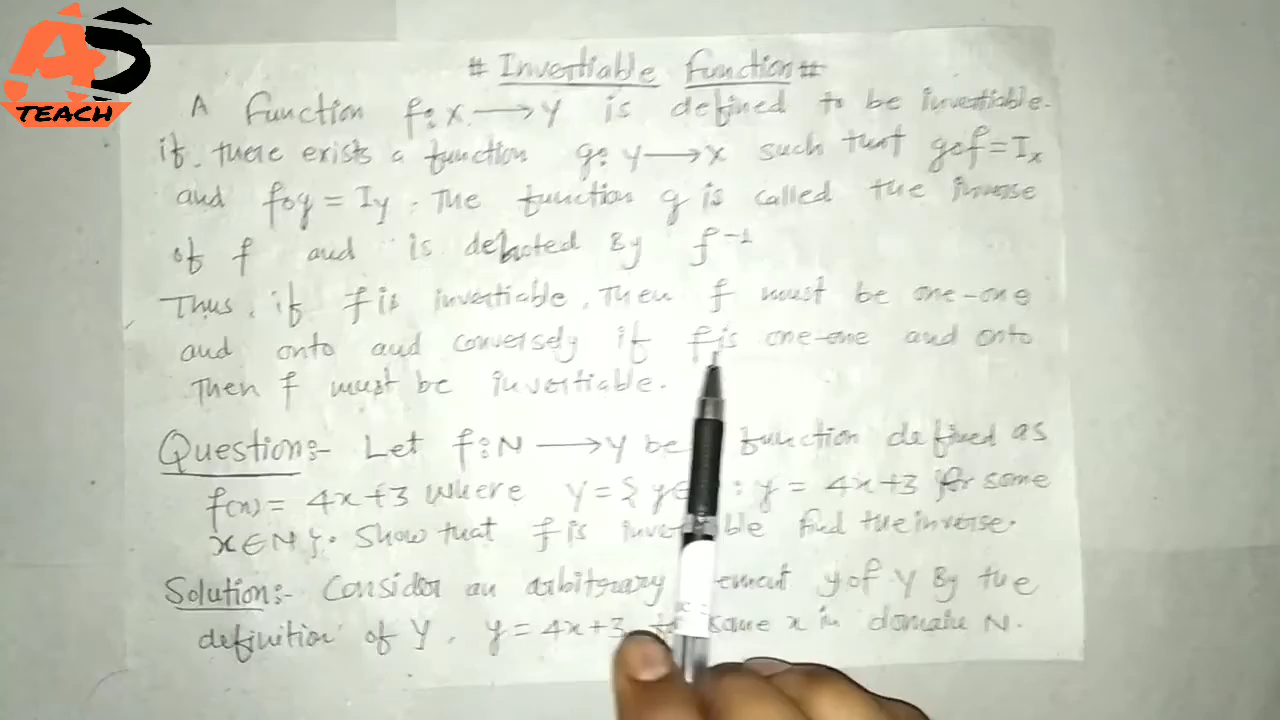 AS
TEACH
# Invertiable Function #
A Function f: X ⟶ Y is defined to be invertiable.
if, there exists a function g: Y ⟶ X such that gof = Ix
and fog = Iy. The function g is called the inverse
of f and is denoted By f⁻¹
Thus, if f is invertiable, Then f must be one-one
and onto and conversely if f is one-one and onto
Then f must be invertiable.
Question:- Let f: N ⟶ Y be function defined as
f(x) = 4x+3 where Y = { y∈ : y = 4x+3 for some
x∈N }. Show that f is find the inverse.
Solution:- Consider an arbitrary y of Y By the
definition of Y, y = 4x+3 some x in domain N.